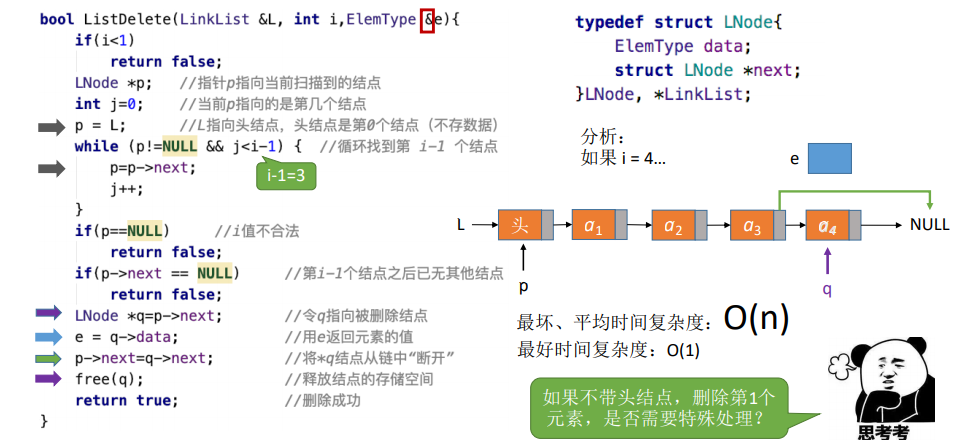 bool ListDelete(LinkList &L, int i,ElemType &e){
if(i<1)
return false;
LNode *p; //指针p指向当前扫描到的结点
int j=0; //当前p指向的是第几个结点
p = L; //L指向头结点，头结点是第0个结点（不存数据）
while (p!=NULL && j<i-1) { //循环找到第 i-1 个结点
p=p->next;
i-1=3
j++;
}
if(p==NULL) //i值不合法
return false;
if(p->next == NULL) //第i-1个结点之后已无其他结点
return false;
LNode *q=p->next; //令q指向被删除结点
e = q->data; //用e返回元素的值
p->next=q->next; //将*q结点从链中“断开”
free(q); //释放结点的存储空间
return true; //删除成功
}
typedef struct LNode{
ElemType data;
struct LNode *next;
}LNode, *LinkList;
分析：
如果 i = 4...
e
L 头 a1 a2 a3 a4 NULL
p q
最坏、平均时间复杂度：O(n)
最好时间复杂度：O(1)
如果不带头结点，删除第1个
元素，是否需要特殊处理？
思考考